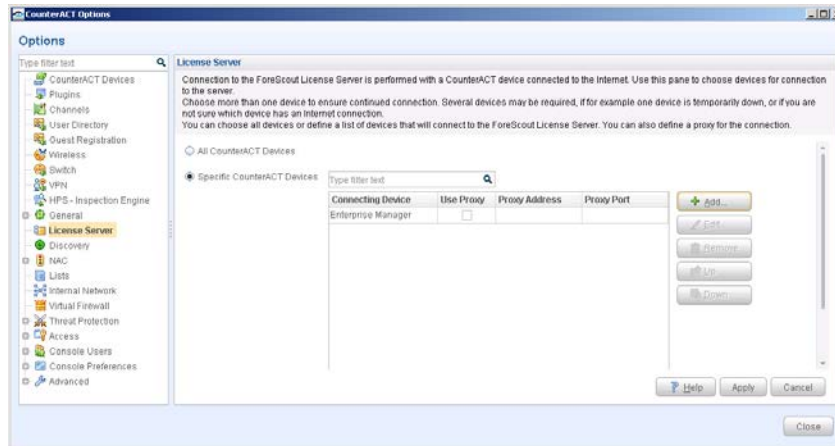 CounterACT Options
Options
Type filter text
CounterACT Devices
Plugins
Channels
User Directory
Guest Registration
Wireless
Switch
VPN
HPS - Inspection Engine
General
License Server
Discovery
NAC
Lists
Internal Network
Virtual Firewall
Threat Protection
Access
Console Users
Console Preferences
Advanced
License Server
Connection to the ForeScout License Server is performed with a CounterACT device connected to the Internet. Use this pane to choose devices for connection
to the server.
Choose more than one device to ensure continued connection. Several devices may be required, if for example one device is temporarily down, or if you are
not sure which device has an Internet connection.
You can choose all devices or define a list of devices that will connect to the ForeScout License Server. You can also define a proxy for the connection.
All CounterACT Devices
Specific CounterACT Devices
Type filter text
Connecting Device Use Proxy Proxy Address Proxy Port
Enterprise Manager
Add...
Edit...
Remove
Up
Down
Help Apply Cancel
Close